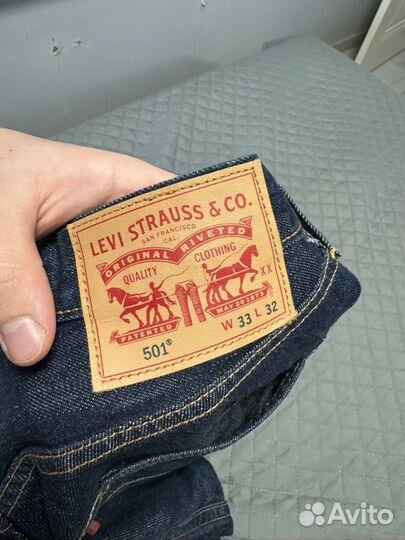 LEVI STRAUSS & CO.
SAN FRANCISCO
CAL.
ORIGINAL RIVETED
QUALITY CLOTHING
XX
PATENTED MAY 20 1873
501®
W 33 L 32
Avito